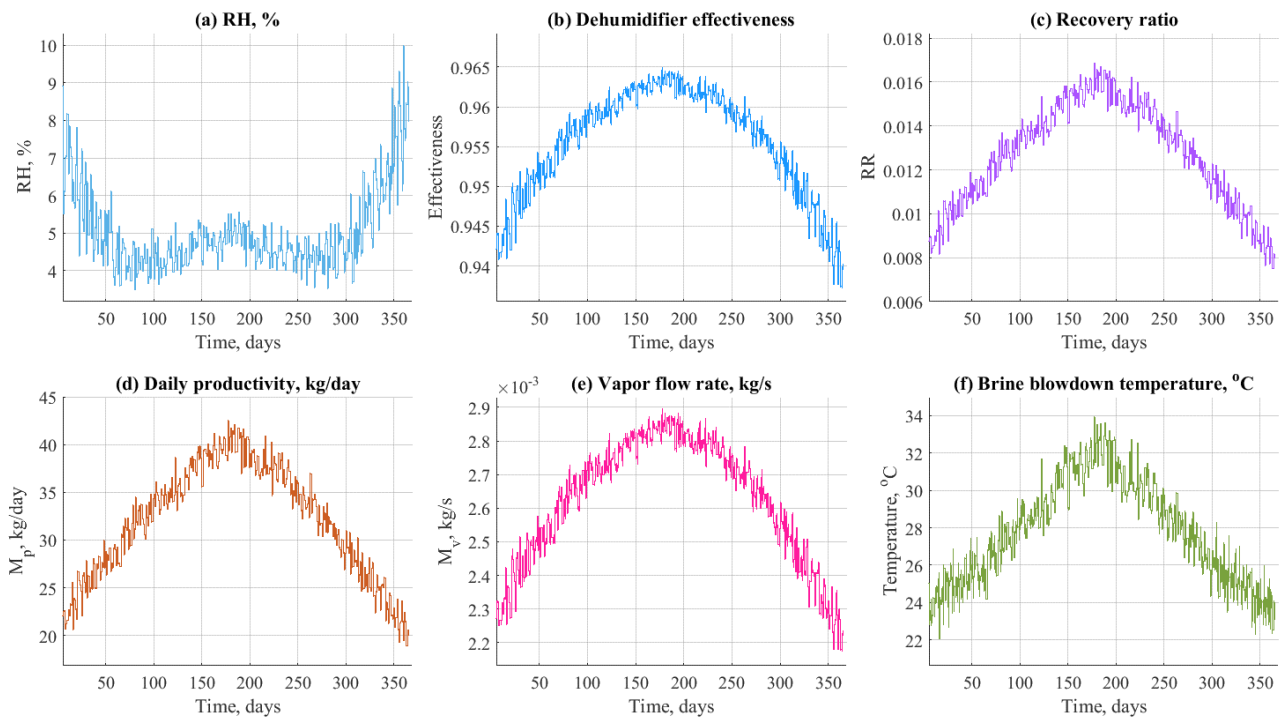 (a) RH, %
RH, %
10
9
8
7
6
5
4
50 100 150 200 250 300 350
Time, days
(b) Dehumidifier effectiveness
Effectiveness
0.965
0.96
0.955
0.95
0.945
0.94
50 100 150 200 250 300 350
Time, days
(c) Recovery ratio
RR
0.018
0.016
0.014
0.012
0.01
0.008
0.006
50 100 150 200 250 300 350
Time, days
(d) Daily productivity, kg/day
M_p, kg/day
45
40
35
30
25
20
50 100 150 200 250 300 350
Time, days
(e) Vapor flow rate, kg/s
×10^-3
M_v, kg/s
2.9
2.8
2.7
2.6
2.5
2.4
2.3
2.2
50 100 150 200 250 300 350
Time, days
(f) Brine blowdown temperature, °C
Temperature, °C
34
32
30
28
26
24
22
50 100 150 200 250 300 350
Time, days